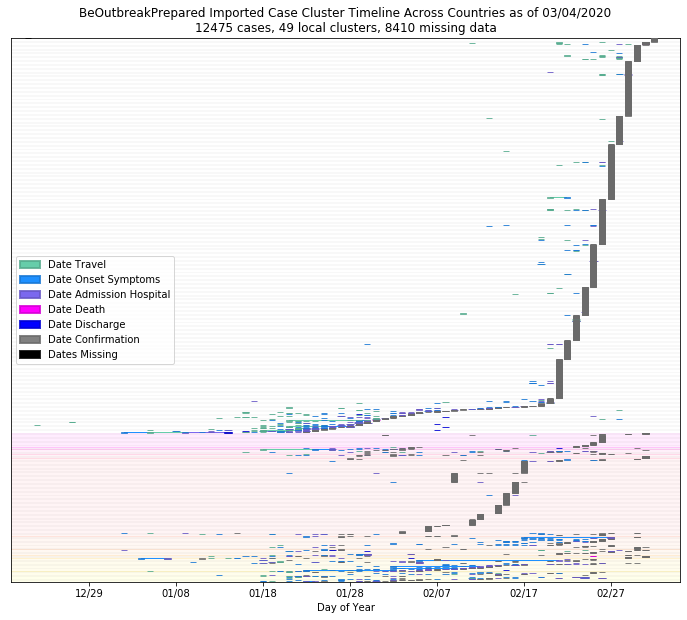 BeOutbreakPrepared Imported Case Cluster Timeline Across Countries as of 03/04/2020
12475 cases, 49 local clusters, 8410 missing data
Date Travel
Date Onset Symptoms
Date Admission Hospital
Date Death
Date Discharge
Date Confirmation
Dates Missing
12/29 01/08 01/18 01/28 02/07 02/17 02/27
Day of Year